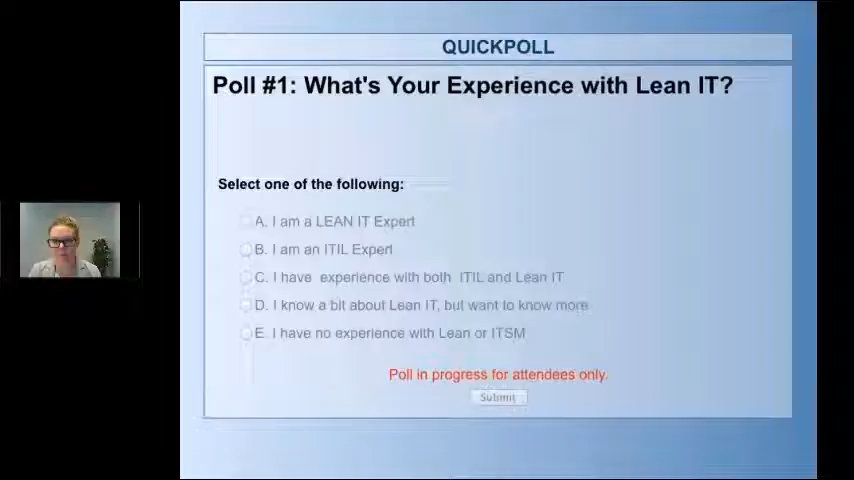 QUICKPOLL
Poll #1: What's Your Experience with Lean IT?
Select one of the following:
A. I am a LEAN IT Expert
B. I am an ITIL Expert
C. I have  experience with both  ITIL and Lean IT
D. I know a bit about Lean IT, but want to know more
E. I have no experience with Lean or ITSM
Poll in progress for attendees only.
Submit